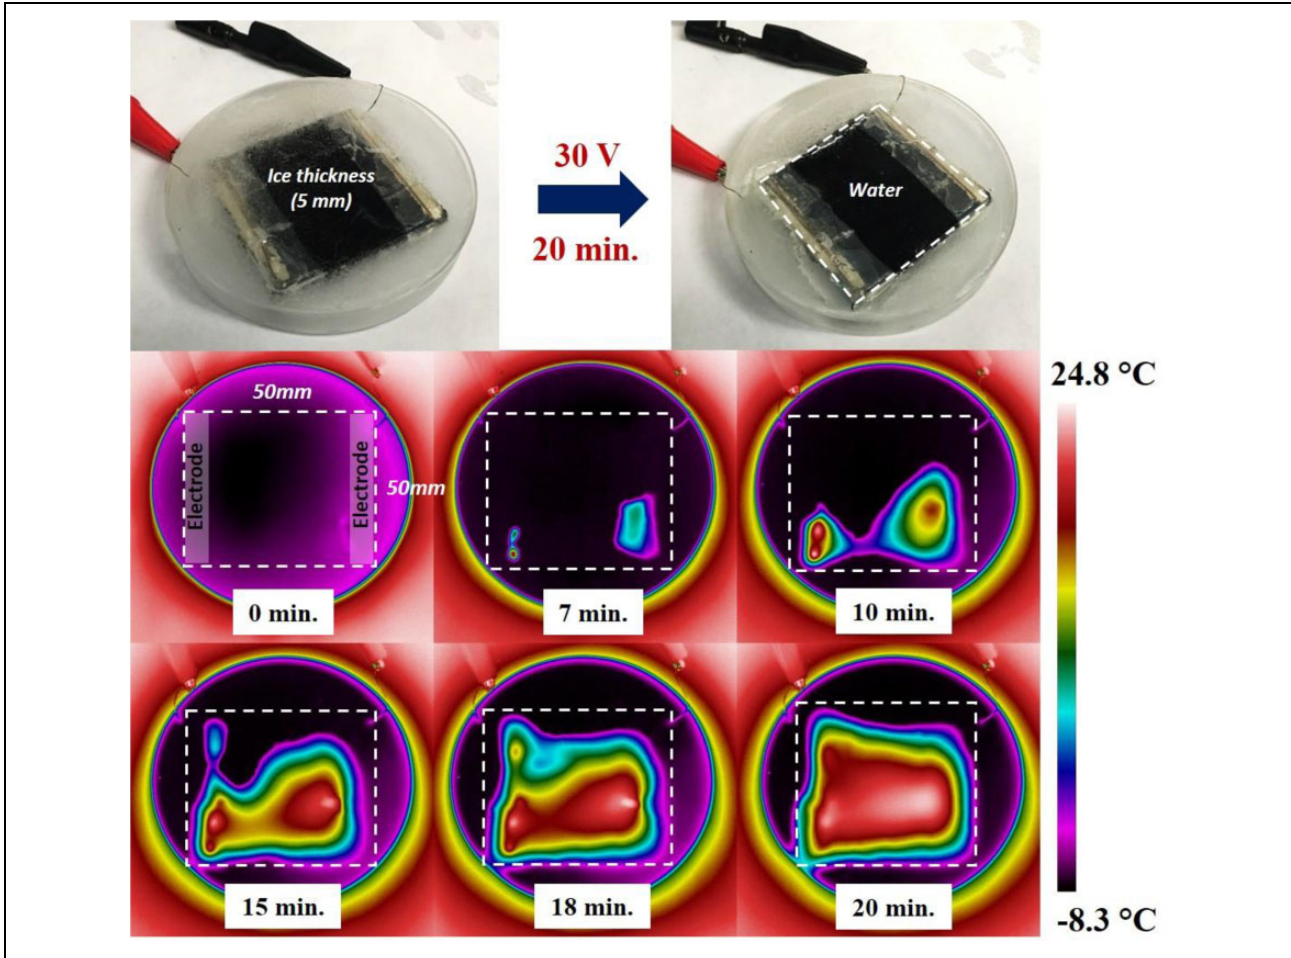 Ice thickness
(5 mm)
30 V
20 min.
Water
24.8 °C
50mm
Electrode
Electrode
50mm
0 min.
7 min.
10 min.
15 min.
18 min.
20 min.
-8.3 °C